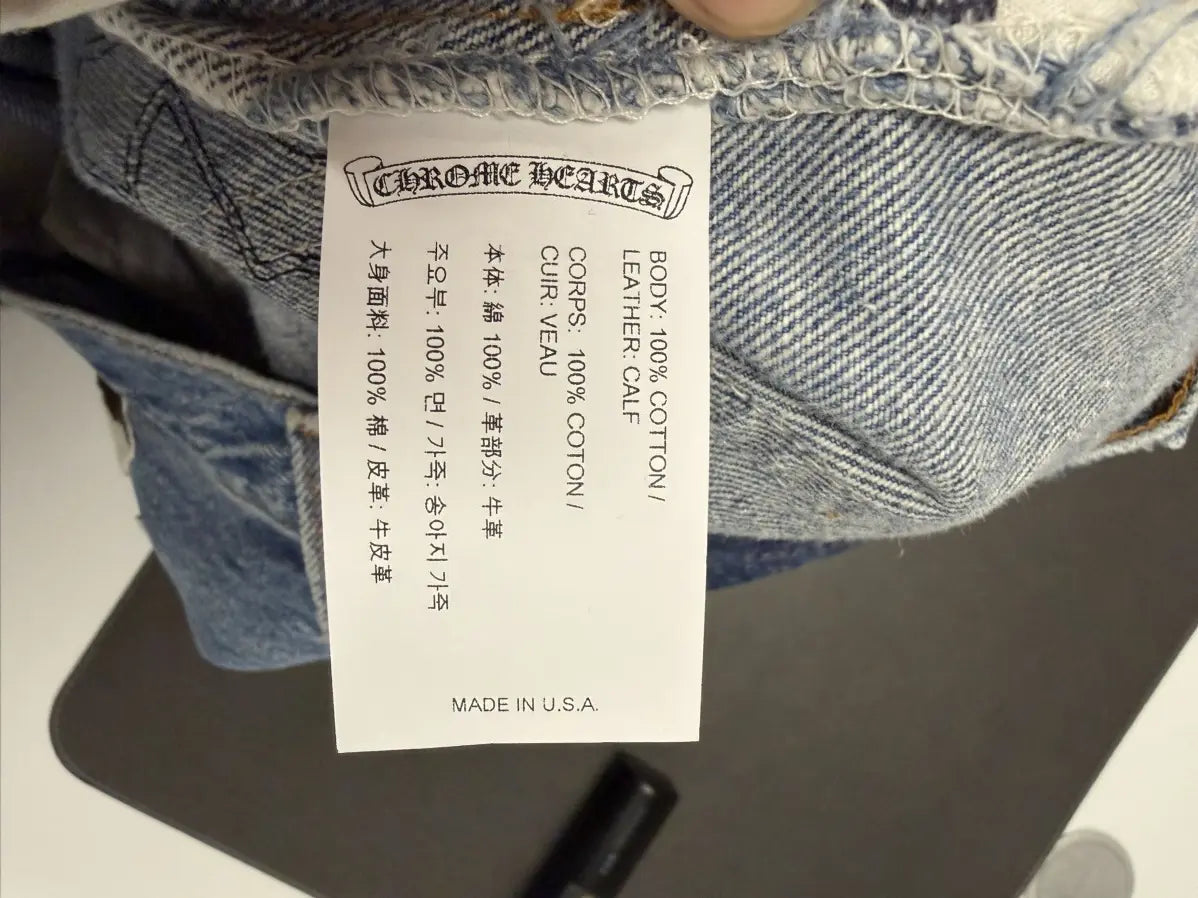 CHROME HEARTS
BODY: 100% COTTON /
LEATHER: CALF
CORPS: 100% COTON /
CUIR: VEAU
本体: 綿 100% / 革部分: 牛革
주요부: 100% 면 / 가죽: 송아지 가죽
大身面料: 100% 棉 / 皮革: 牛皮革
MADE IN U.S.A.